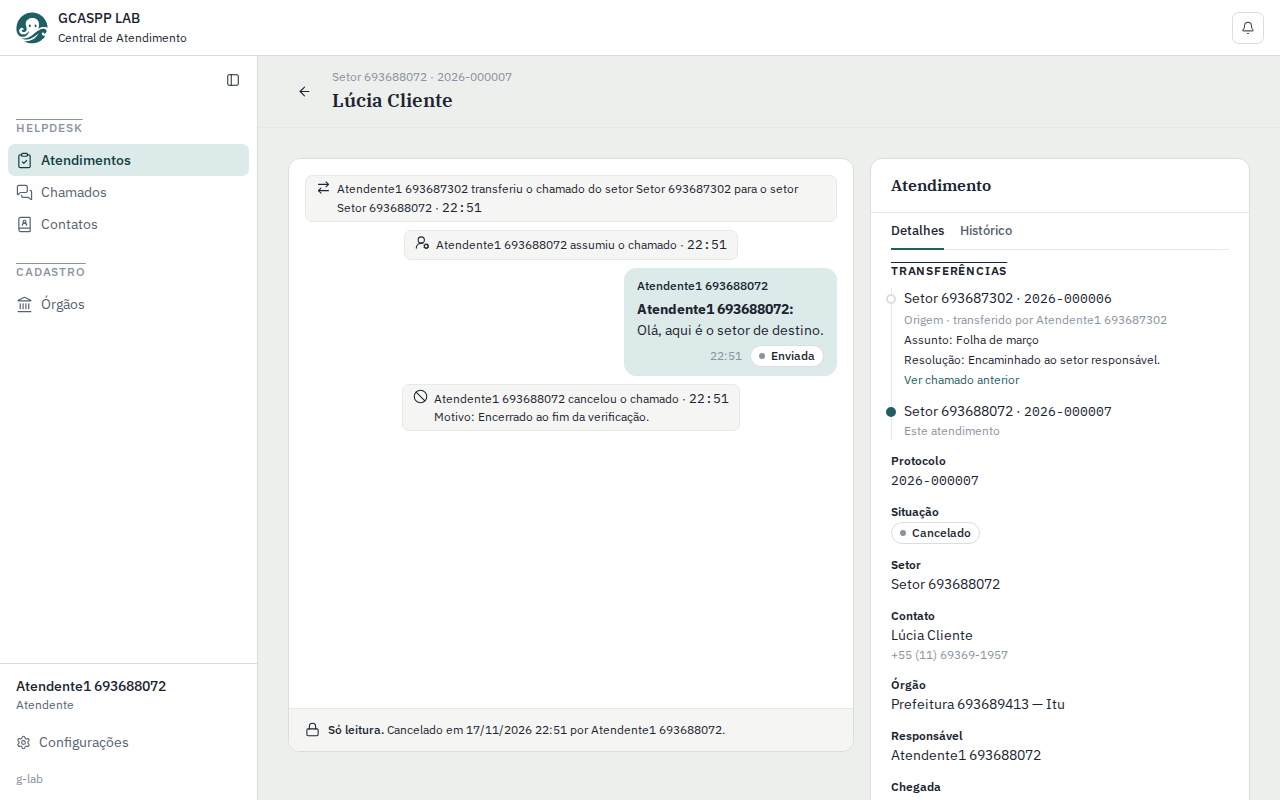 GCASPP LAB
Central de Atendimento
HELPDESK
Atendimentos
Chamados
Contatos
CADASTRO
Órgãos
Atendente1 693688072
Atendente
Configurações
g-lab
Setor 693688072 · 2026-000007
Lúcia Cliente
Atendente1 693687302 transferiu o chamado do setor Setor 693687302 para o setor
Setor 693688072 · 22:51
Atendente1 693688072 assumiu o chamado · 22:51
Atendente1 693688072
Atendente1 693688072:
Olá, aqui é o setor de destino.
22:51 Enviada
Atendente1 693688072 cancelou o chamado · 22:51
Motivo: Encerrado ao fim da verificação.
Só leitura. Cancelado em 17/11/2026 22:51 por Atendente1 693688072.
Atendimento
Detalhes Histórico
TRANSFERÊNCIAS
Setor 693687302 · 2026-000006
Origem · transferido por Atendente1 693687302
Assunto: Folha de março
Resolução: Encaminhado ao setor responsável.
Ver chamado anterior
Setor 693688072 · 2026-000007
Este atendimento
Protocolo
2026-000007
Situação
Cancelado
Setor
Setor 693688072
Contato
Lúcia Cliente
+55 (11) 69369-1957
Órgão
Prefeitura 693689413 — Itu
Responsável
Atendente1 693688072
Chegada